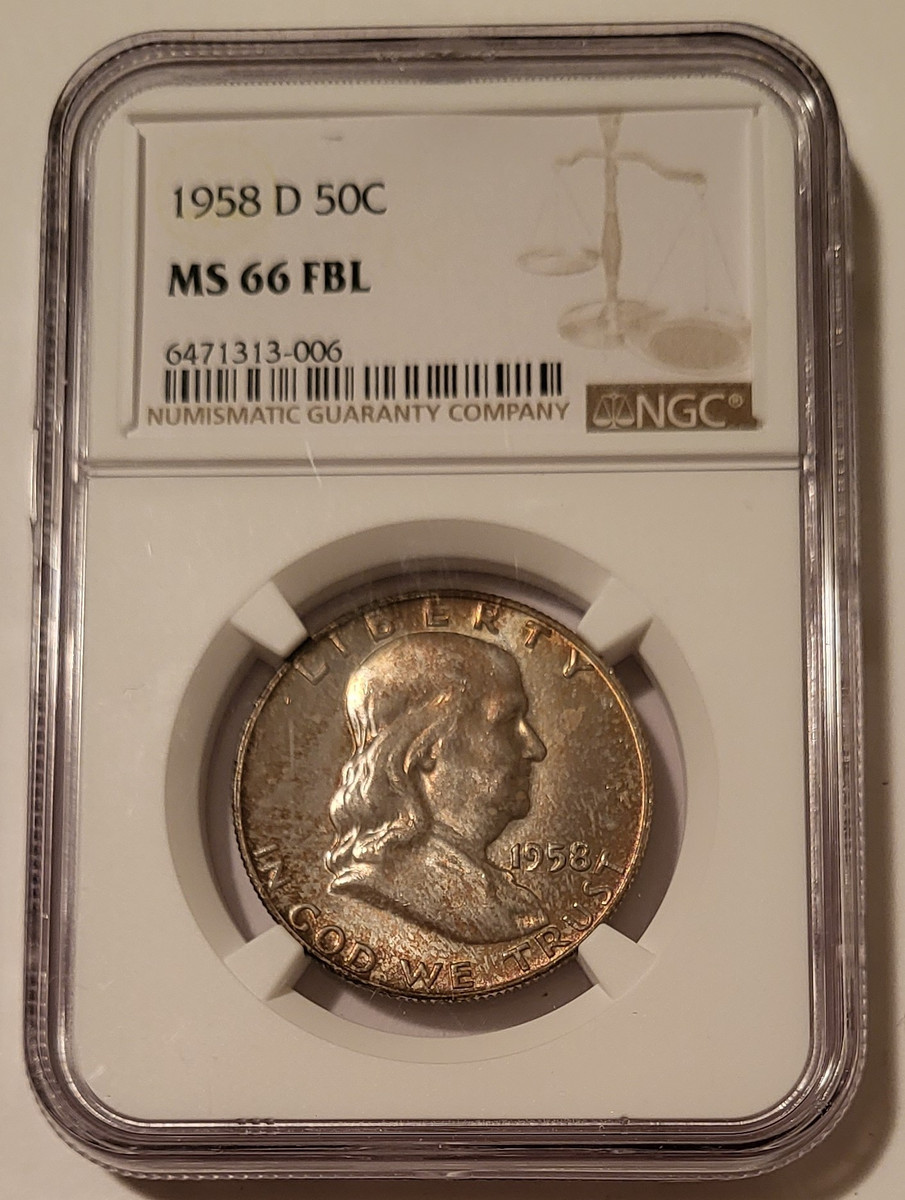 1958 D 50C
MS 66 FBL
6471313-006
NUMISMATIC GUARANTY COMPANY
NGC®
LIBERTY
1958
IN GOD WE TRUST